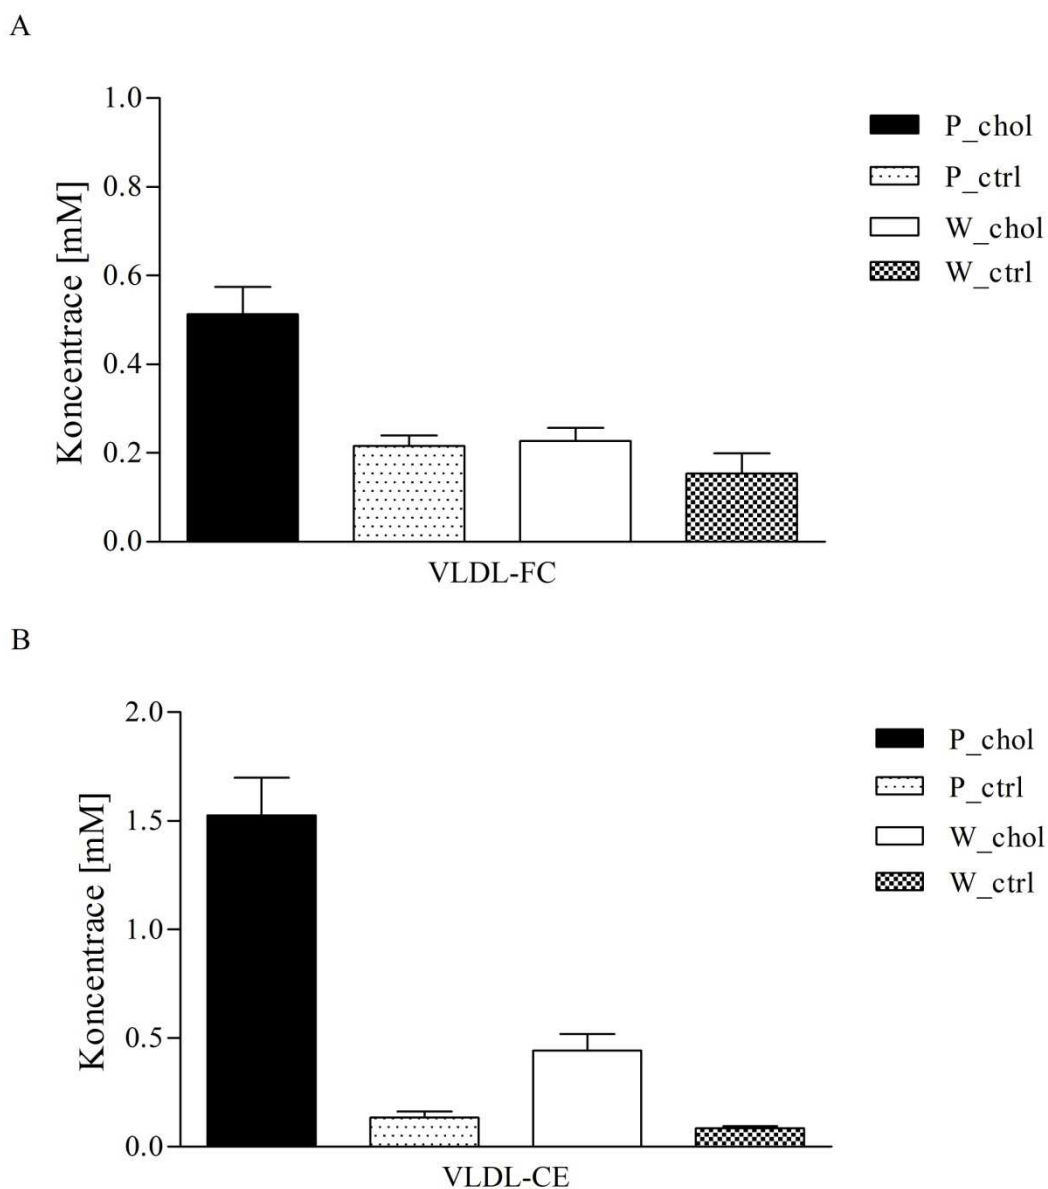 A
1.0
0.8
0.6
0.4
0.2
0.0
Koncentrace [mM]
VLDL-FC
P_chol
P_ctrl
W_chol
W_ctrl
B
2.0
1.5
1.0
0.5
0.0
Koncentrace [mM]
VLDL-CE
P_chol
P_ctrl
W_chol
W_ctrl